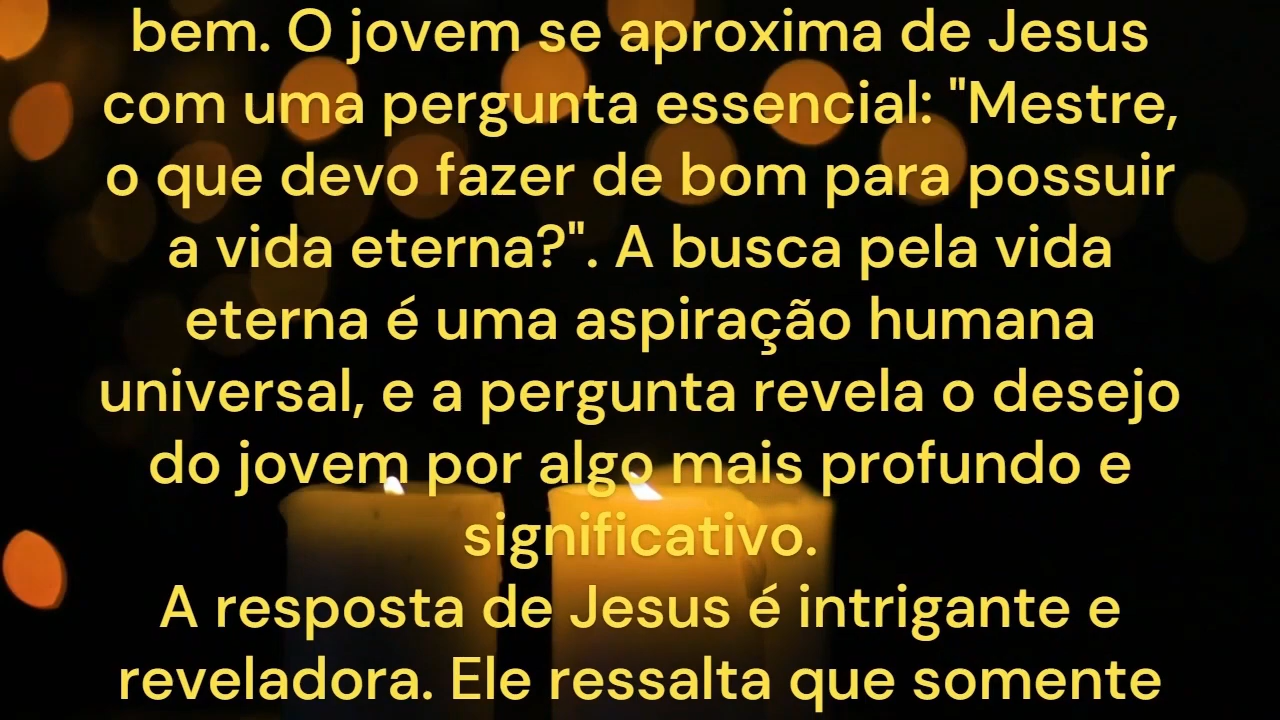 bem. O jovem se aproxima de Jesus
com uma pergunta essencial: "Mestre,
o que devo fazer de bom para possuir
a vida eterna?". A busca pela vida
eterna é uma aspiração humana
universal, e a pergunta revela o desejo
do jovem por algo mais profundo e
significativo.
A resposta de Jesus é intrigante e
reveladora. Ele ressalta que somente